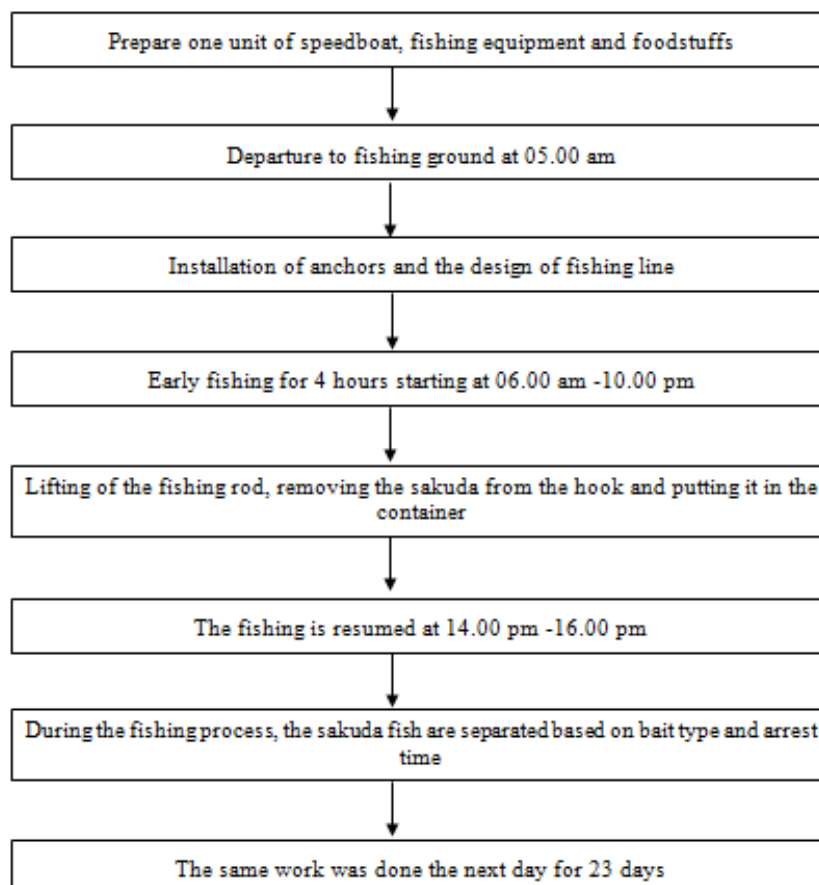 Prepare one unit of speedboat, fishing equipment and foodstuffs
Departure to fishing ground at 05.00 am
Installation of anchors and the design of fishing line
Early fishing for 4 hours starting at 06.00 am -10.00 pm
Lifting of the fishing rod, removing the sakuda from the hook and putting it in the
container
The fishing is resumed at 14.00 pm -16.00 pm
During the fishing process, the sakuda fish are separated based on bait type and arrest
time
The same work was done the next day for 23 days